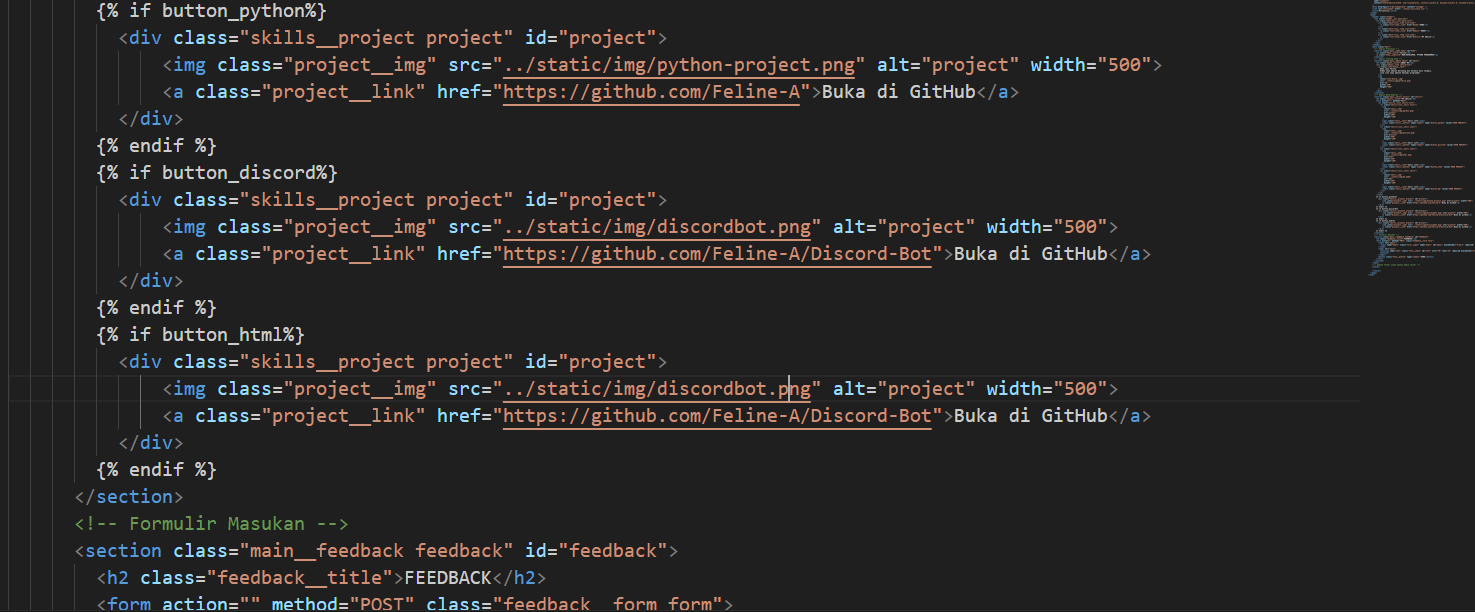 {% if button_python%}
<div class="skills__project project" id="project">
<img class="project__img" src="../static/img/python-project.png" alt="project" width="500">
<a class="project__link" href="https://github.com/Feline-A">Buka di GitHub</a>
</div>
{% endif %}
{% if button_discord%}
<div class="skills__project project" id="project">
<img class="project__img" src="../static/img/discordbot.png" alt="project" width="500">
<a class="project__link" href="https://github.com/Feline-A/Discord-Bot">Buka di GitHub</a>
</div>
{% endif %}
{% if button_html%}
<div class="skills__project project" id="project">
<img class="project__img" src="../static/img/discordbot.png" alt="project" width="500">
<a class="project__link" href="https://github.com/Feline-A/Discord-Bot">Buka di GitHub</a>
</div>
{% endif %}
</section>
<!-- Formulir Masukan -->
<section class="main__feedback feedback" id="feedback">
<h2 class="feedback__title">FEEDBACK</h2>
<form action="" method="POST" class="feedback__form form">